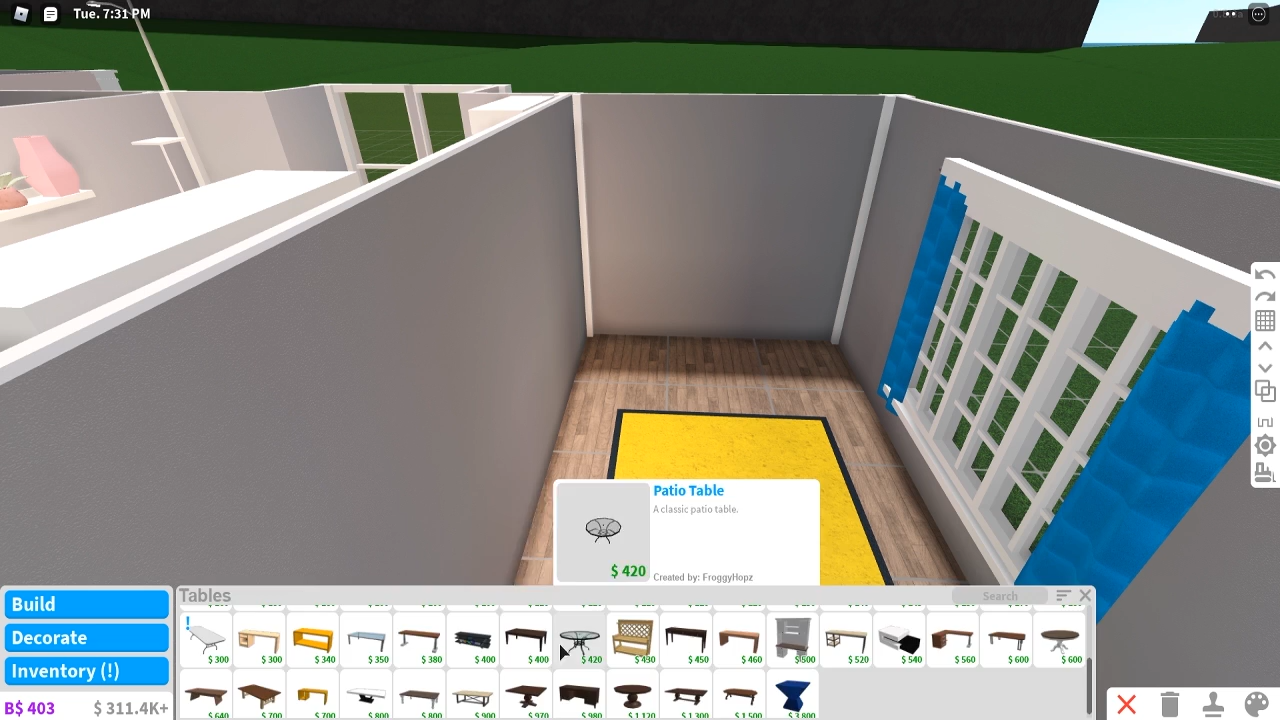 Tue. 7:31 PM
Patio Table
A classic patio table.
$ 420
Created by: FroggyHopz
Build
Decorate
Inventory (!)
B$ 403
$ 311.4K+
Tables
Search
!
$ 300
$ 300
$ 340
$ 350
$ 380
$ 400
$ 400
$ 420
$ 430
$ 450
$ 460
$ 500
$ 520
$ 540
$ 560
$ 600
$ 600
$ 640
$ 700
$ 700
$ 800
$ 800
$ 900
$ 970
$ 980
$ 1,120
$ 1,300
$ 1,500
$ 3,800